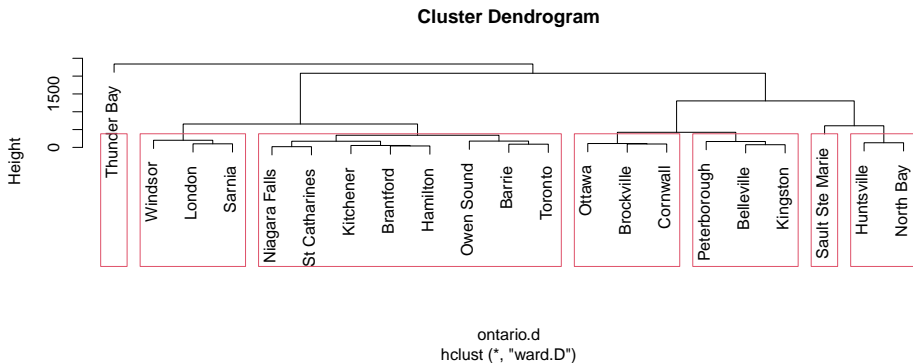 Cluster Dendrogram
Height
0
1500
Thunder Bay
Windsor
London
Sarnia
Niagara Falls
St Catharines
Kitchener
Brantford
Hamilton
Owen Sound
Barrie
Toronto
Ottawa
Brockville
Cornwall
Peterborough
Belleville
Kingston
Sault Ste Marie
Huntsville
North Bay
ontario.d
hclust (*, "ward.D")